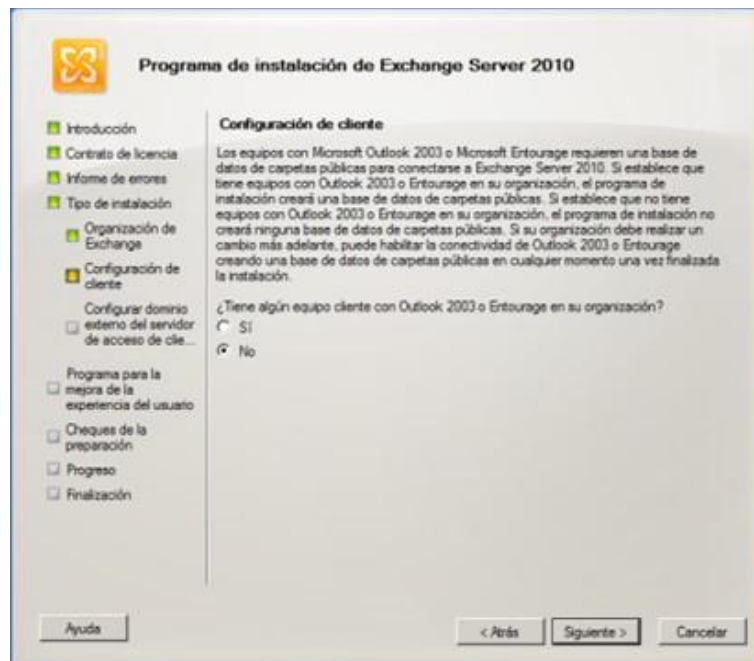 Programa de instalación de Exchange Server 2010
Introducción
Contrato de licencia
Informe de errores
Tipo de instalación
Organización de
Exchange
Configuración de
cliente
Configurar dominio
externo del servidor
de acceso de clie...
Programa para la
mejora de la
experiencia del usuario
Cheques de la
preparación
Progreso
Finalización
Configuración de cliente
Los equipos con Microsoft Outlook 2003 o Microsoft Entourage requieren una base de
datos de carpetas públicas para conectarse a Exchange Server 2010. Si establece que
tiene equipos con Outlook 2003 o Entourage en su organización, el programa de
instalación creará una base de datos de carpetas públicas. Si establece que no tiene
equipos con Outlook 2003 o Entourage en su organización, el programa de instalación no
creará ninguna base de datos de carpetas públicas. Si su organización debe realizar un
cambio más adelante, puede habilitar la conectividad de Outlook 2003 o Entourage
creando una base de datos de carpetas públicas en cualquier momento una vez finalizada
la instalación.
¿Tiene algún equipo cliente con Outlook 2003 o Entourage en su organización?
Sí
No
Ayuda
< Atrás
Siguiente >
Cancelar